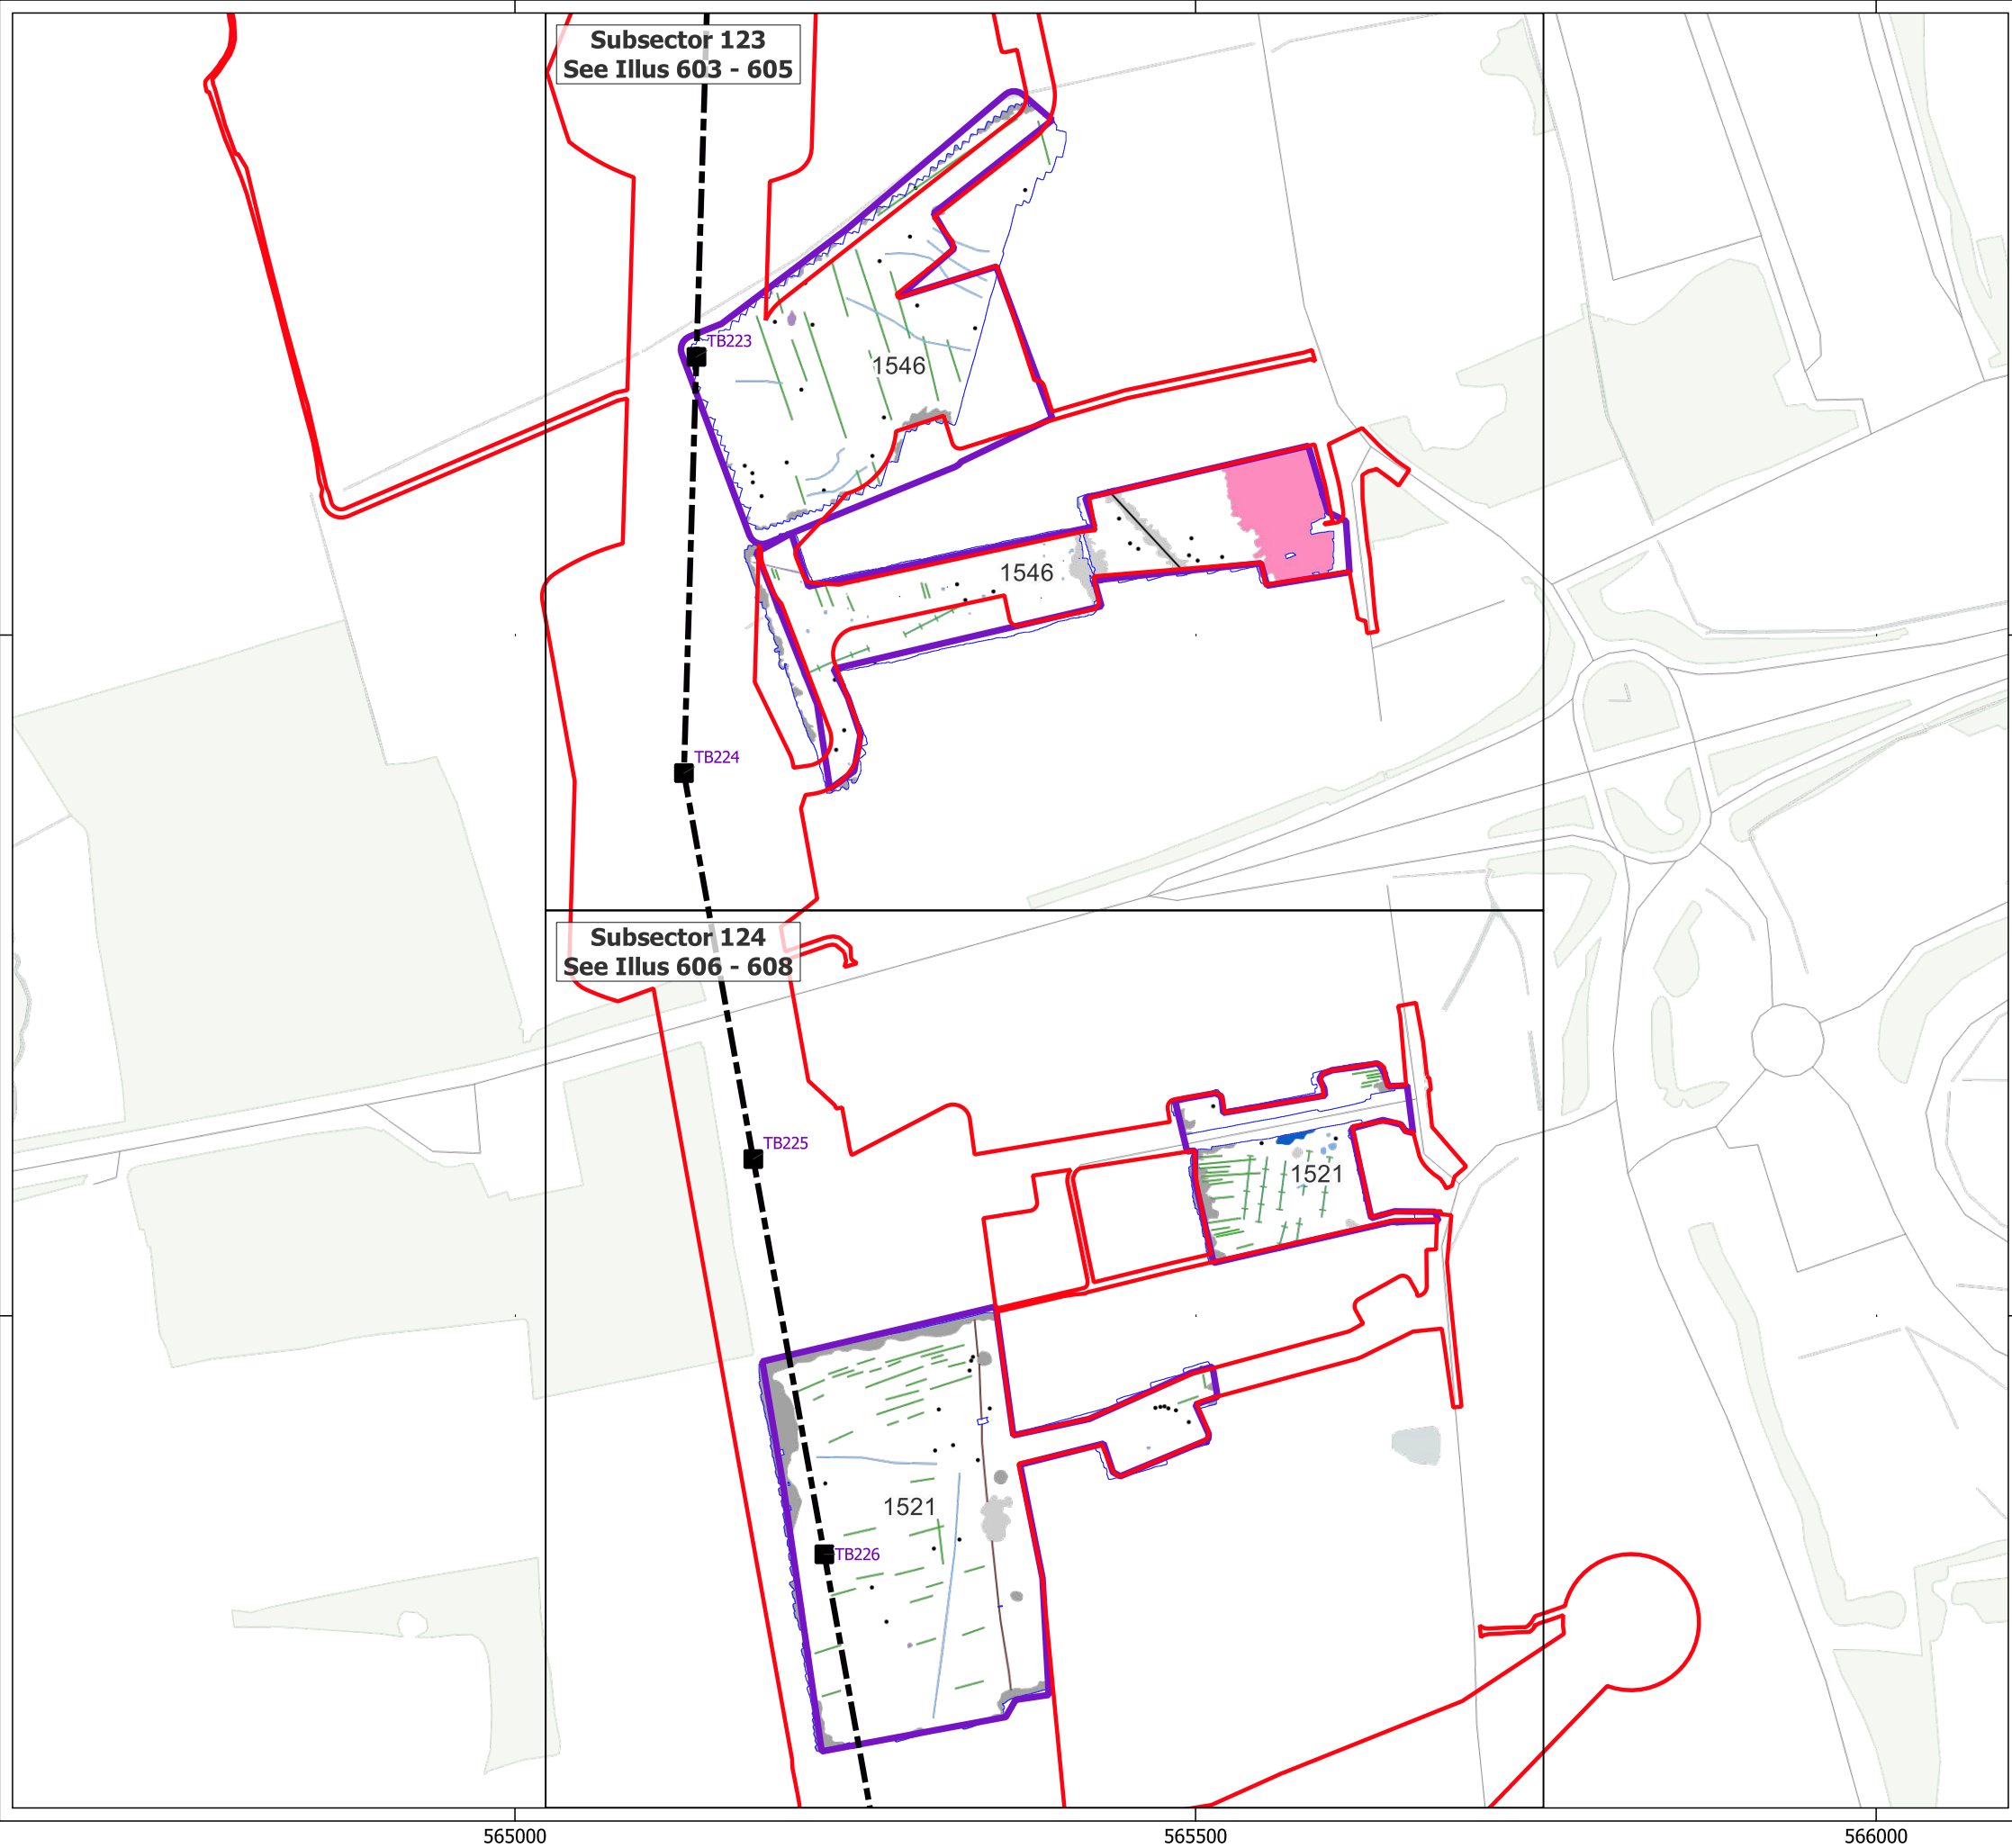 Subsector 123
See Illus 603 - 605
TB223
1546
1546
TB224
Subsector 124
See Illus 606 - 608
TB225
1521
1521
TB226
565000
565500
566000